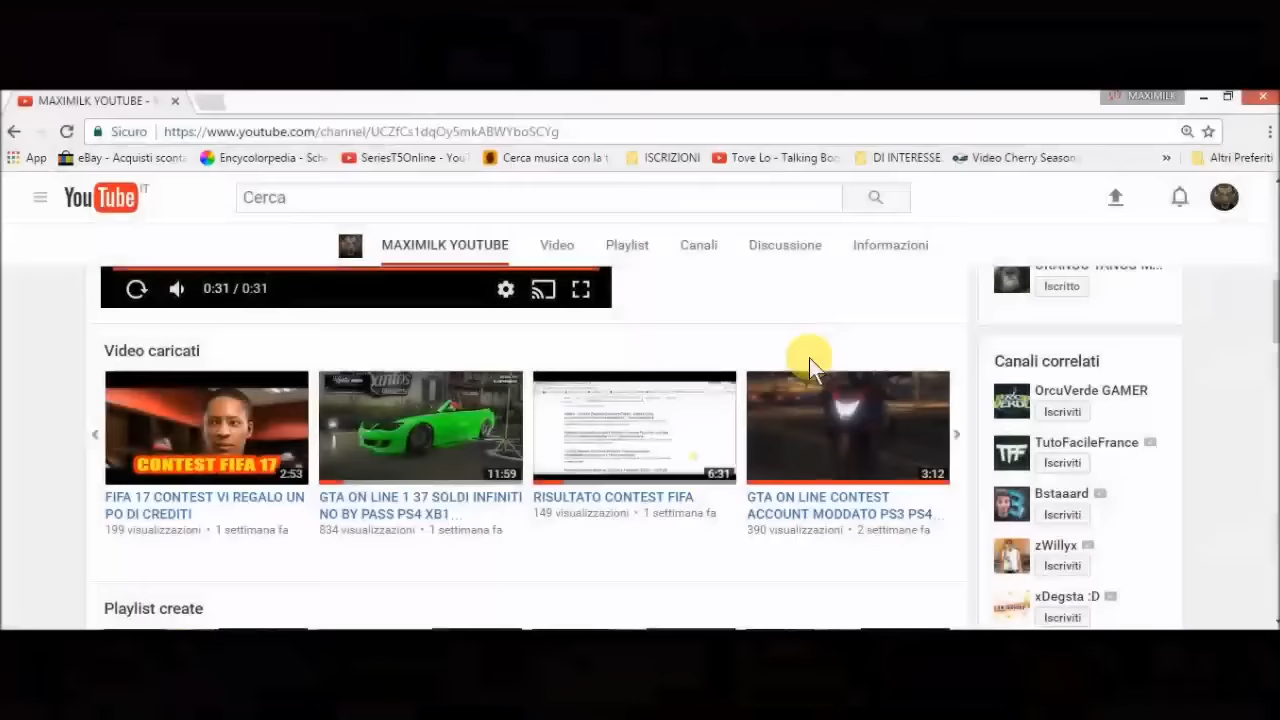 MAXIMILK YOUTUBE -
MAXIMILK
Sicuro https://www.youtube.com/channel/UCZfCs1dqOy5mkABWYboSCYg
App eBay - Acquisti sconta Encycolorpedia - Sch SeriesT5Online - You Cerca musica con la t ISCRIZIONI Tove Lo - Talking Bo DI INTERESSE Video Cherry Season » Altri Preferiti
YouTube IT
Cerca
MAXIMILK YOUTUBE Video Playlist Canali Discussione Informazioni
0:31 / 0:31
Iscritto
Video caricati
CONTEST FIFA 17
2:53
11:59
6:31
3:12
FIFA 17 CONTEST VI REGALO UN
PO DI CREDITI
199 visualizzazioni • 1 settimana fa
GTA ON LINE 1 37 SOLDI INFINITI
NO BY PASS PS4 XB1...
834 visualizzazioni • 1 settimana fa
RISULTATO CONTEST FIFA
149 visualizzazioni • 1 settimana fa
GTA ON LINE CONTEST
ACCOUNT MODDATO PS3 PS4...
390 visualizzazioni • 2 settimane fa
Playlist create
Canali correlati
OrcuVerde GAMER
Iscriviti
TutoFacileFrance
Iscriviti
Bstaaard
Iscriviti
zWillyx
Iscriviti
xDegsta :D
Iscriviti